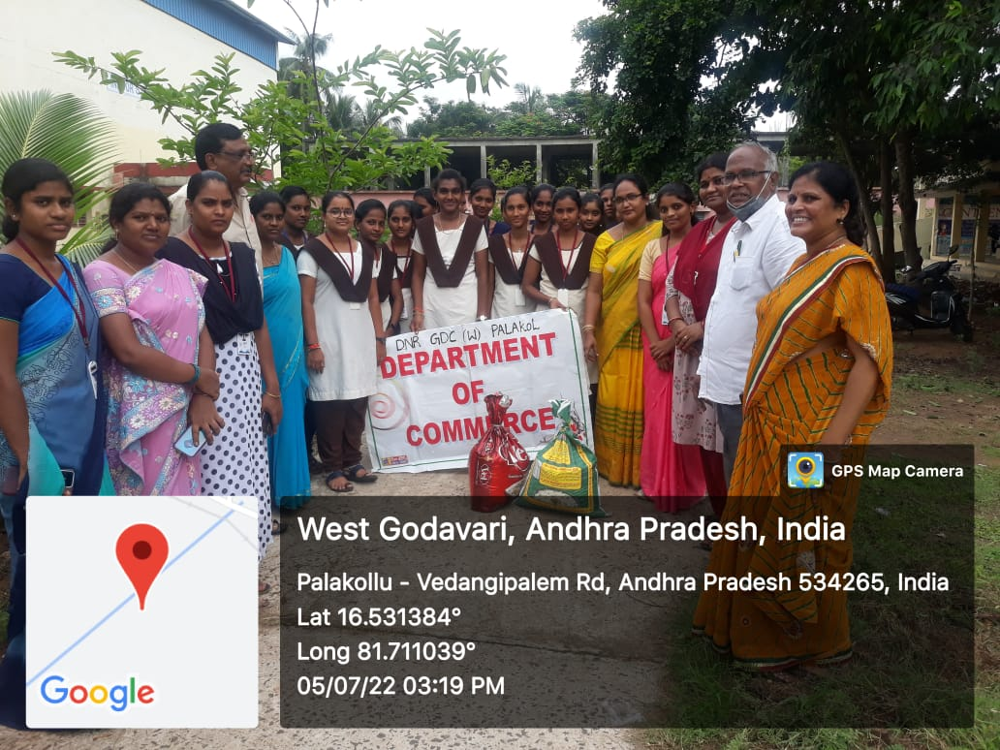 DNR GDC (W) PALAKOL
DEPARTMENT
OF
COMMERCE
GPS Map Camera
West Godavari, Andhra Pradesh, India
Palakollu - Vedangipalem Rd, Andhra Pradesh 534265, India
Lat 16.531384°
Long 81.711039°
05/07/22 03:19 PM
Google